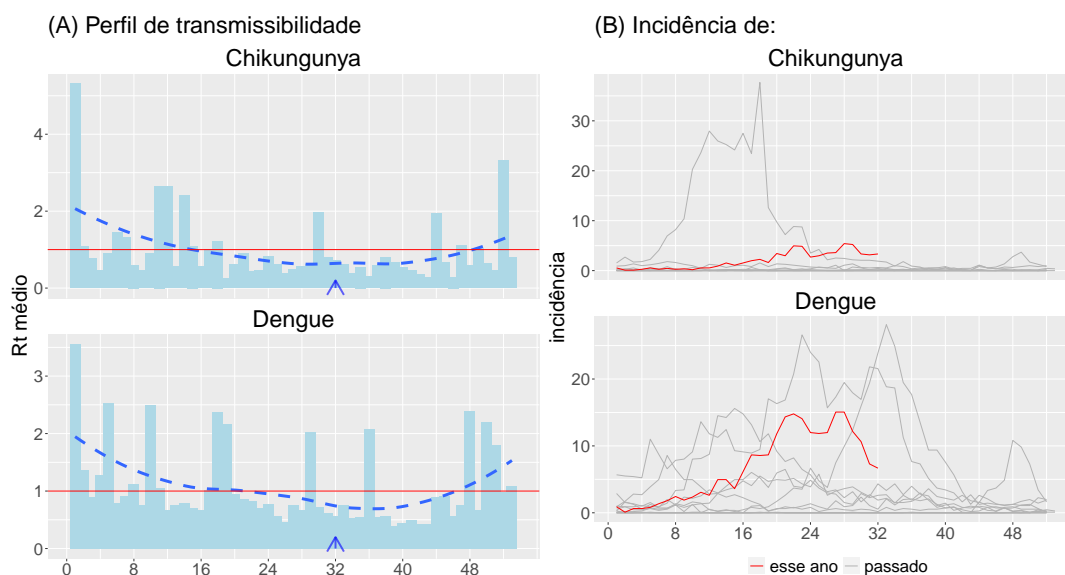 (A) Perfil de transmissibilidade
Chikungunya
4
2
0
Dengue
3
2
1
0
0 8 16 24 32 40 48
Rt médio
(B) Incidência de:
Chikungunya
30
20
10
0
Dengue
20
10
0
0 8 16 24 32 40 48
incidência
esse ano passado